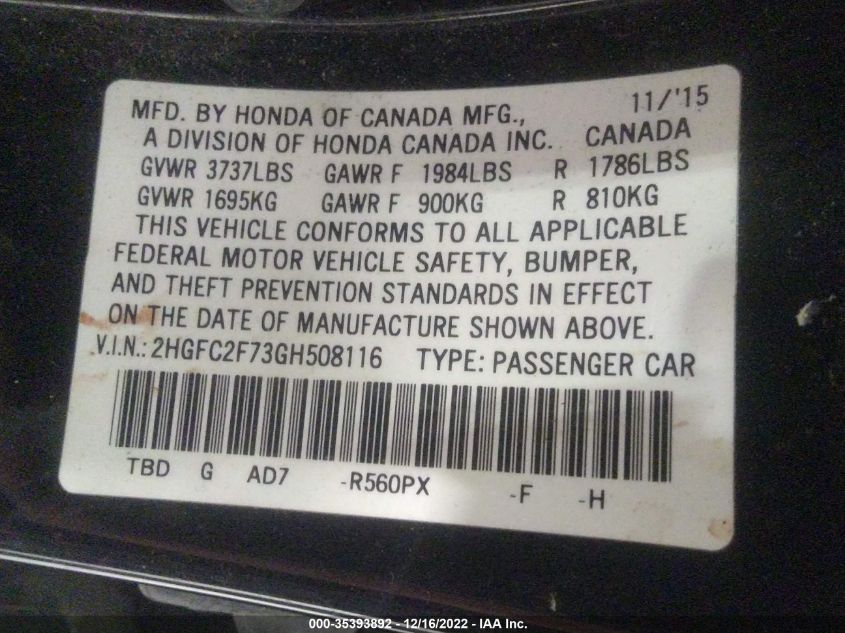 MFD. BY HONDA OF CANADA MFG., 11/'15
A DIVISION OF HONDA CANADA INC. CANADA
GVWR 3737LBS GAWR F 1984LBS R 1786LBS
GVWR 1695KG GAWR F 900KG R 810KG
THIS VEHICLE CONFORMS TO ALL APPLICABLE
FEDERAL MOTOR VEHICLE SAFETY, BUMPER,
AND THEFT PREVENTION STANDARDS IN EFFECT
ON THE DATE OF MANUFACTURE SHOWN ABOVE.
V.I.N.: 2HGFC2F73GH508116 TYPE: PASSENGER CAR
TBD G AD7 -R560PX -F -H
000-35393892 - 12/16/2022 - IAA Inc.